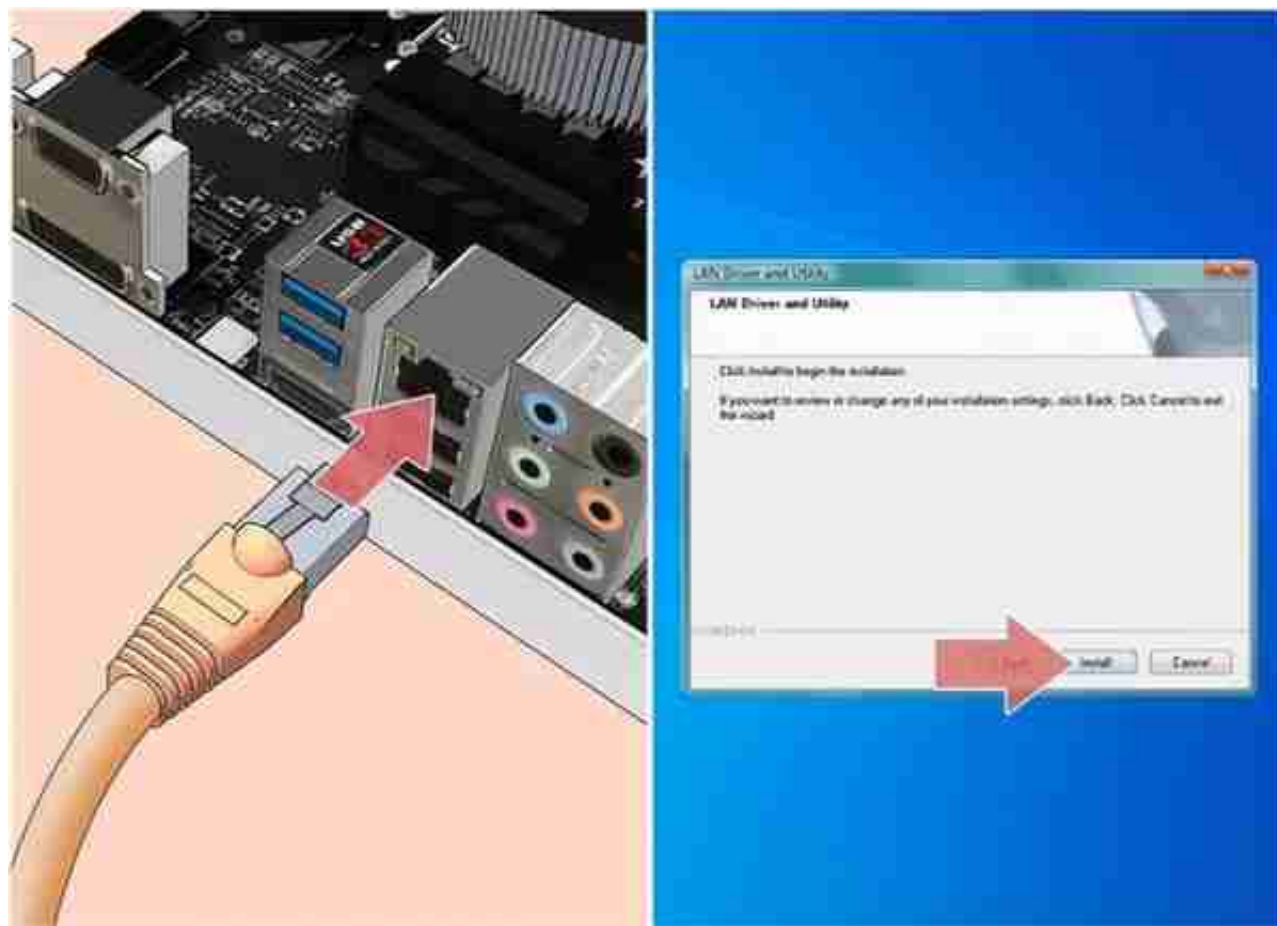 USB
LAN Driver and Utility
LAN Driver and Utility
Click Install to begin the installation.
If you want to review or change any of your installation settings, click Back. Click Cancel to exit
the wizard.
Install
Cancel